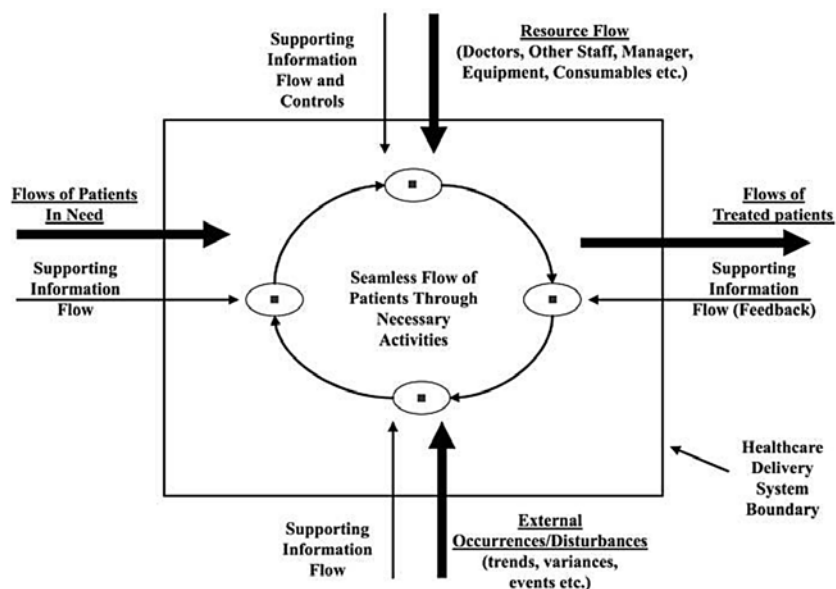 Supporting
Information
Flow and
Controls
Resource Flow
(Doctors, Other Staff, Manager,
Equipment, Consumables etc.)
Flows of Patients
In Need
Supporting
Information
Flow
Seamless Flow of
Patients Through
Necessary
Activities
Flows of
Treated patients
Supporting
Information
Flow (Feedback)
Healthcare
Delivery
System
Boundary
Supporting
Information
Flow
External
Occurrences/Disturbances
(trends, variances,
events etc.)